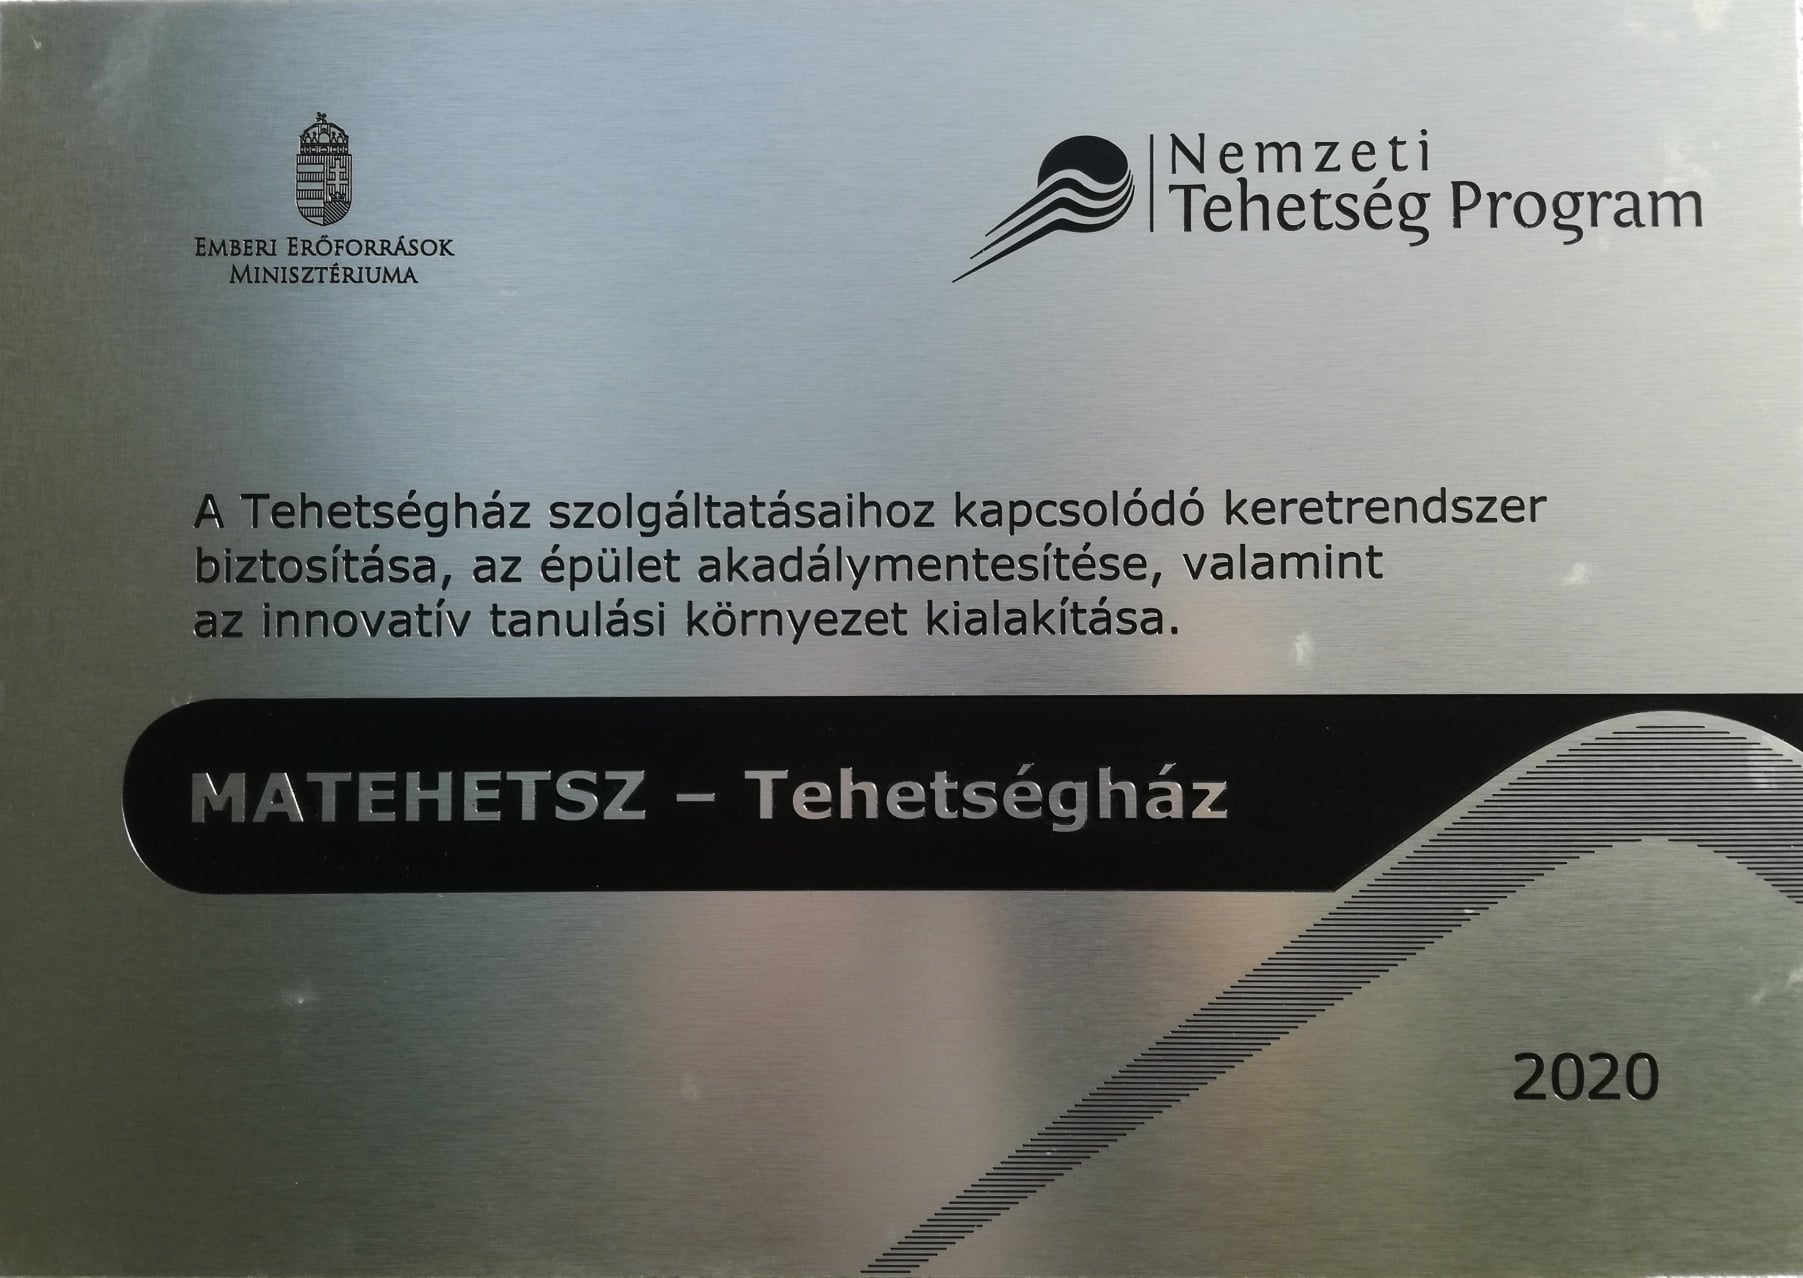 EMBERI ERŐFORRÁSOK
MINISZTÉRIUMA
Nemzeti
Tehetség Program
A Tehetségház szolgáltatásaihoz kapcsolódó keretrendszer
biztosítása, az épület akadálymentesítése, valamint
az innovatív tanulási környezet kialakítása.
MATEHETSZ – Tehetségház
2020